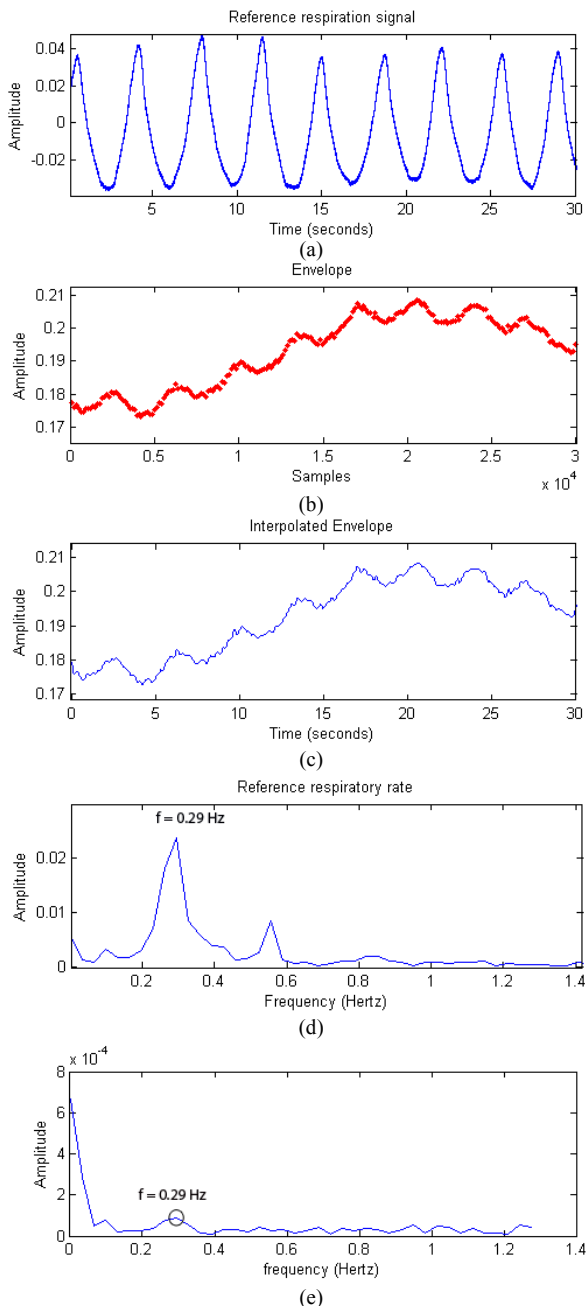 Reference respiration signal
0.04
0.02
0
-0.02
Amplitude
5 10 15 20 25 30
Time (seconds)
(a)
Envelope
0.21
0.2
0.19
0.18
0.17
Amplitude
0 0.5 1 1.5 2 2.5 3
Samples
x 10^4
(b)
Interpolated Envelope
0.21
0.2
0.19
0.18
0.17
Amplitude
0 5 10 15 20 25 30
Time (seconds)
(c)
Reference respiratory rate
f = 0.29 Hz
0.02
0.01
0
Amplitude
0.2 0.4 0.6 0.8 1 1.2 1.4
Frequency (Hertz)
(d)
x 10^-4
8
6
4
2
0
Amplitude
f = 0.29 Hz
0 0.2 0.4 0.6 0.8 1 1.2 1.4
frequency (Hertz)
(e)